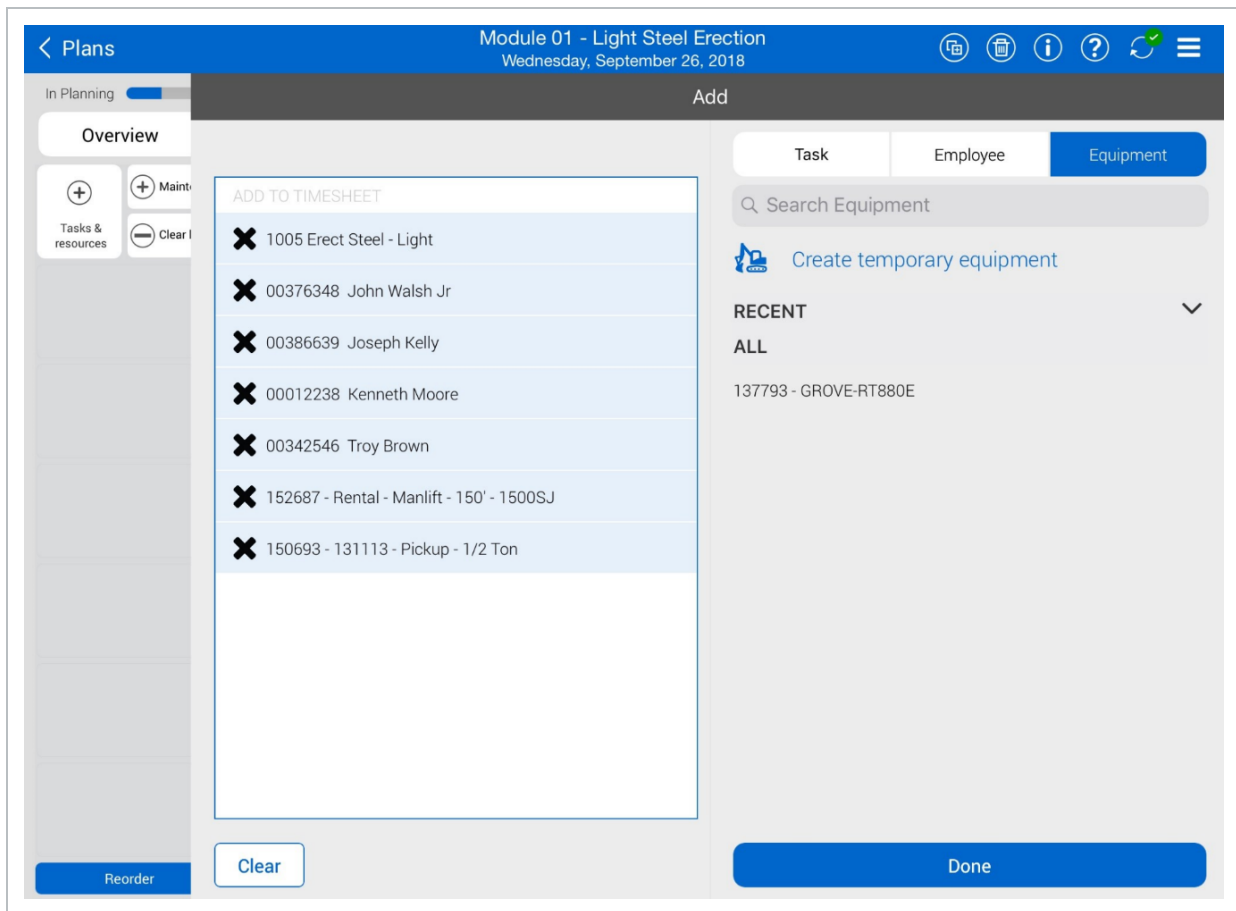 Plans
Module 01 - Light Steel Erection
Wednesday, September 26, 2018
In Planning
Add
Overview
Tasks &
resources
Clear
ADD TO TIMESHEET
1005 Erect Steel - Light
00376348 John Walsh Jr
00386639 Joseph Kelly
00012238 Kenneth Moore
00342546 Troy Brown
152687 - Rental - Manlift - 150' - 1500SJ
150693 - 131113 - Pickup - 1/2 Ton
Clear
Reorder
Task
Employee
Equipment
Search Equipment
Create temporary equipment
RECENT
ALL
137793 - GROVE-RT880E
Done